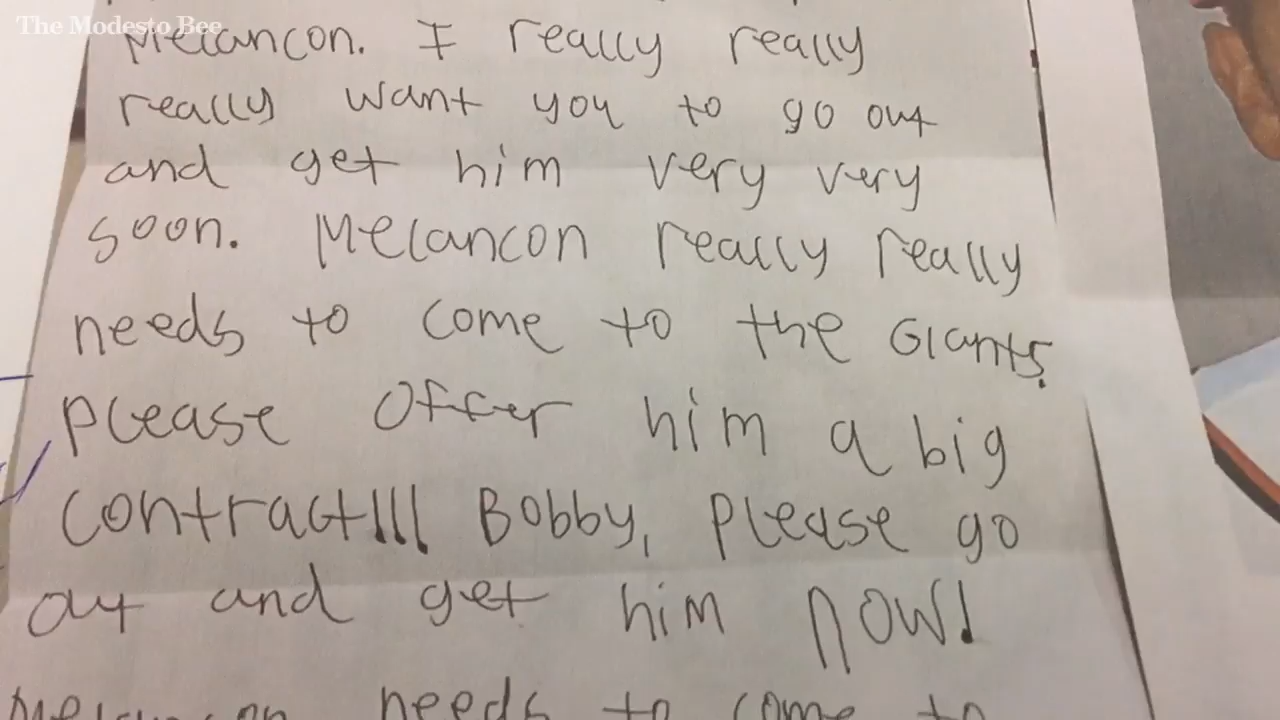 The Modesto Bee
Melancon. I really really
really want you to go out
and get him very very
soon. Melancon really really
needs to come to the Giants.
please offer him a big
contract!!! Bobby, please go
out and get him now!
Melancon needs to come to